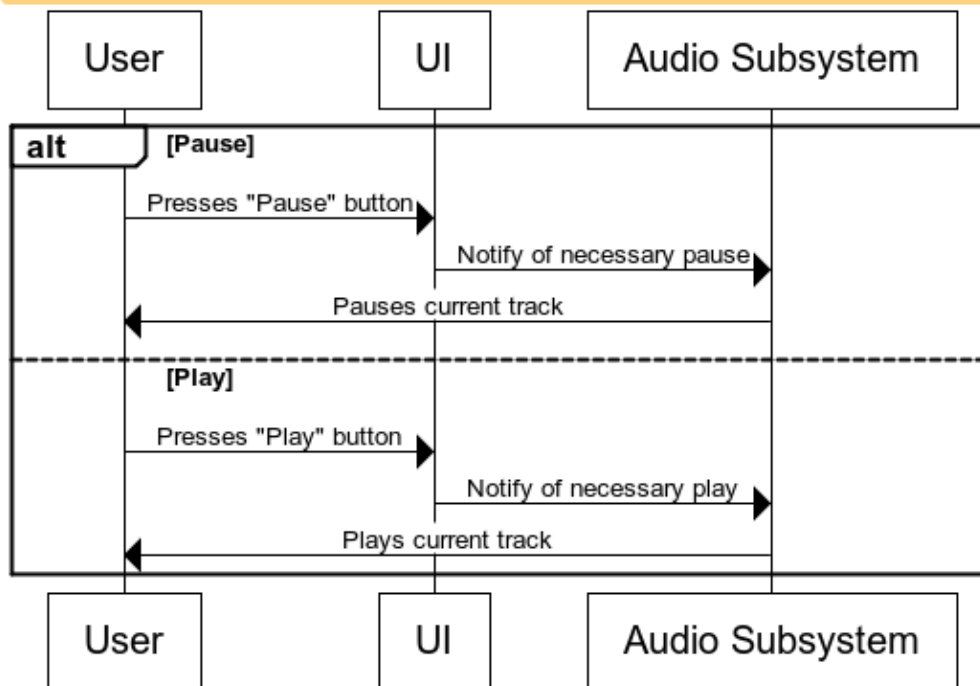 User UI Audio Subsystem
alt [Pause]
Presses "Pause" button
Notify of necessary pause
Pauses current track
[Play]
Presses "Play" button
Notify of necessary play
Plays current track
User UI Audio Subsystem